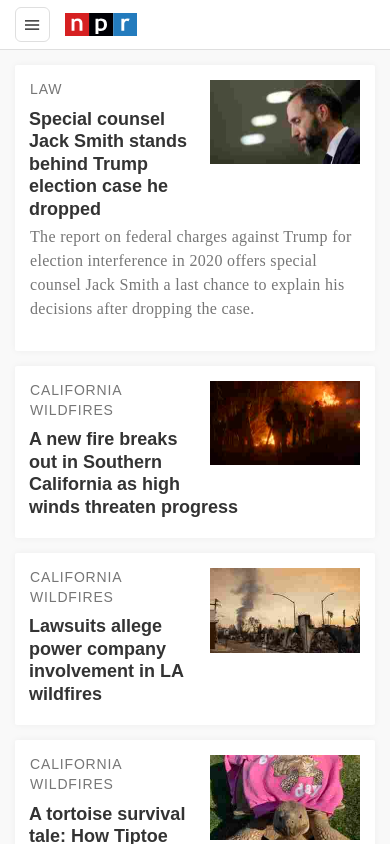 npr
LAW
Special counsel
Jack Smith stands
behind Trump
election case he
dropped
The report on federal charges against Trump for
election interference in 2020 offers special
counsel Jack Smith a last chance to explain his
decisions after dropping the case.
CALIFORNIA
WILDFIRES
A new fire breaks
out in Southern
California as high
winds threaten progress
CALIFORNIA
WILDFIRES
Lawsuits allege
power company
involvement in LA
wildfires
CALIFORNIA
WILDFIRES
A tortoise survival
tale: How Tiptoe
day